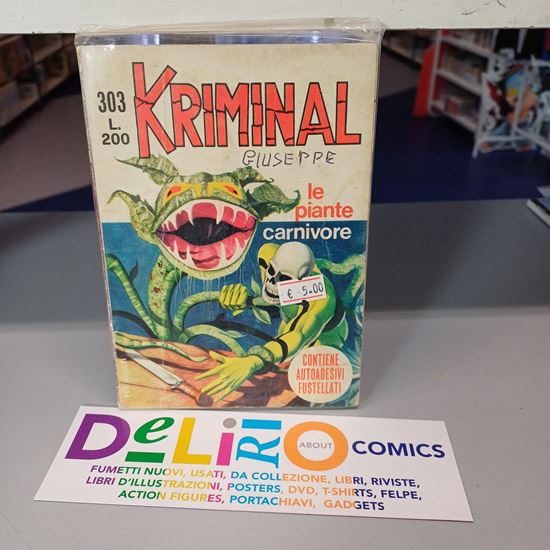 303
L.
200
KRIMINAL
GIUSEPPE
le
piante
carnivore
€ 5.00
CONTIENE
AUTOADESIVI
FUSTELLATI
DeLiRiO ABOUT COMICS
FUMETTI NUOVI, USATI, DA COLLEZIONE, LIBRI, RIVISTE,
LIBRI D'ILLUSTRAZIONI, POSTERS, DVD, T-SHIRTS, FELPE,
ACTION FIGURES, PORTACHIAVI, GADGETS